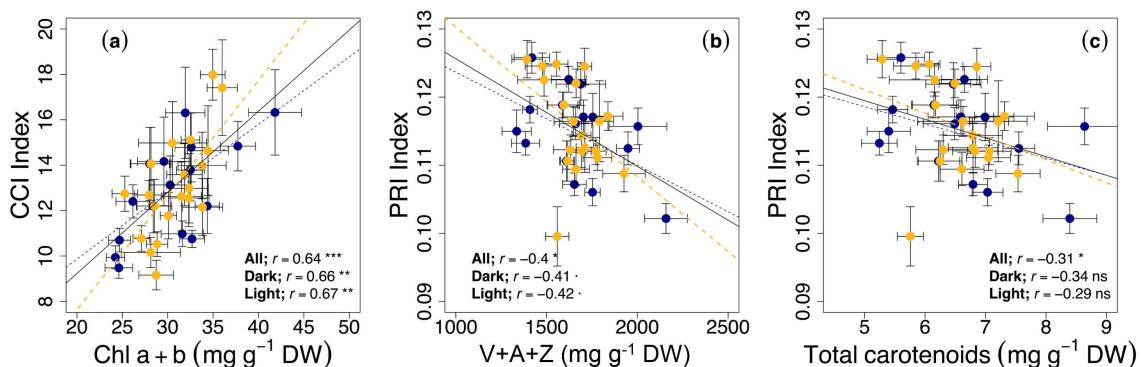 (a)
CCI Index
20
18
16
14
12
10
8
All; r = 0.64 ***
Dark; r = 0.66 **
Light; r = 0.67 **
20 25 30 35 40 45 50
Chl a + b (mg g⁻¹ DW)
(b)
PRI Index
0.13
0.12
0.11
0.10
0.09
All; r = −0.4 *
Dark; r = −0.41 ·
Light; r = −0.42 ·
1000 1500 2000 2500
V+A+Z (mg g⁻¹ DW)
(c)
PRI Index
0.13
0.12
0.11
0.10
0.09
All; r = −0.31 *
Dark; r = −0.34 ns
Light; r = −0.29 ns
5 6 7 8 9
Total carotenoids (mg g⁻¹ DW)